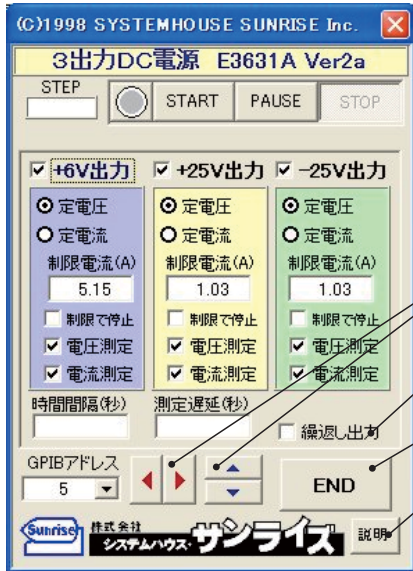 (C)1998 SYSTEMHOUSE SUNRISE Inc.
3出力DC電源 E3631A Ver2a
STEP
START PAUSE STOP
+6V出力 +25V出力 -25V出力
定電圧 定電圧 定電圧
定電流 定電流 定電流
制限電流(A) 制限電流(A) 制限電流(A)
5.15 1.03 1.03
制限で停止 制限で停止 制限で停止
電圧測定 電圧測定 電圧測定
電流測定 電流測定 電流測定
時間間隔(秒) 測定遅延(秒)
繰返し出力
GPIBアドレス
5
END
Sunrise 株式会社
システムハウス・サンライズ
説明